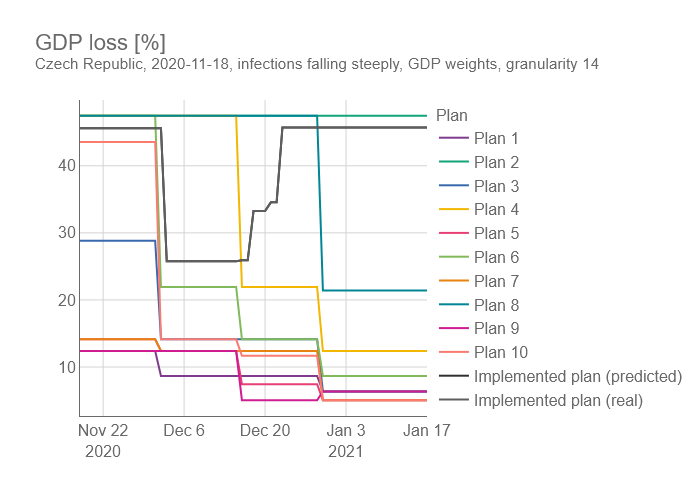 GDP loss [%]
Czech Republic, 2020-11-18, infections falling steeply, GDP weights, granularity 14
40
30
20
10
Nov 22
2020
Dec 6
Dec 20
Jan 3
2021
Jan 17
Plan
Plan 1
Plan 2
Plan 3
Plan 4
Plan 5
Plan 6
Plan 7
Plan 8
Plan 9
Plan 10
Implemented plan (predicted)
Implemented plan (real)